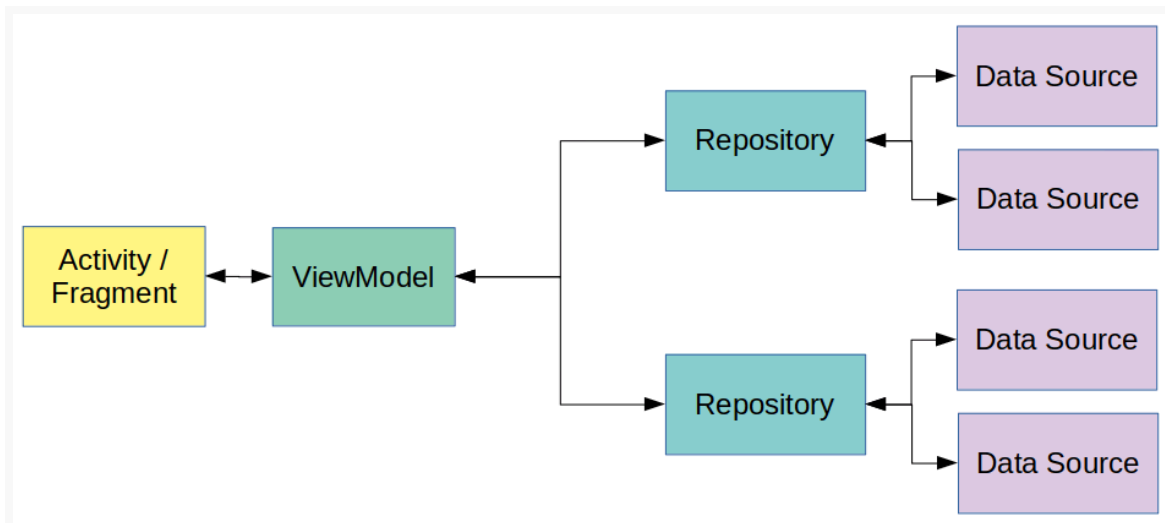 Activity /
Fragment
ViewModel
Repository
Repository
Data Source
Data Source
Data Source
Data Source